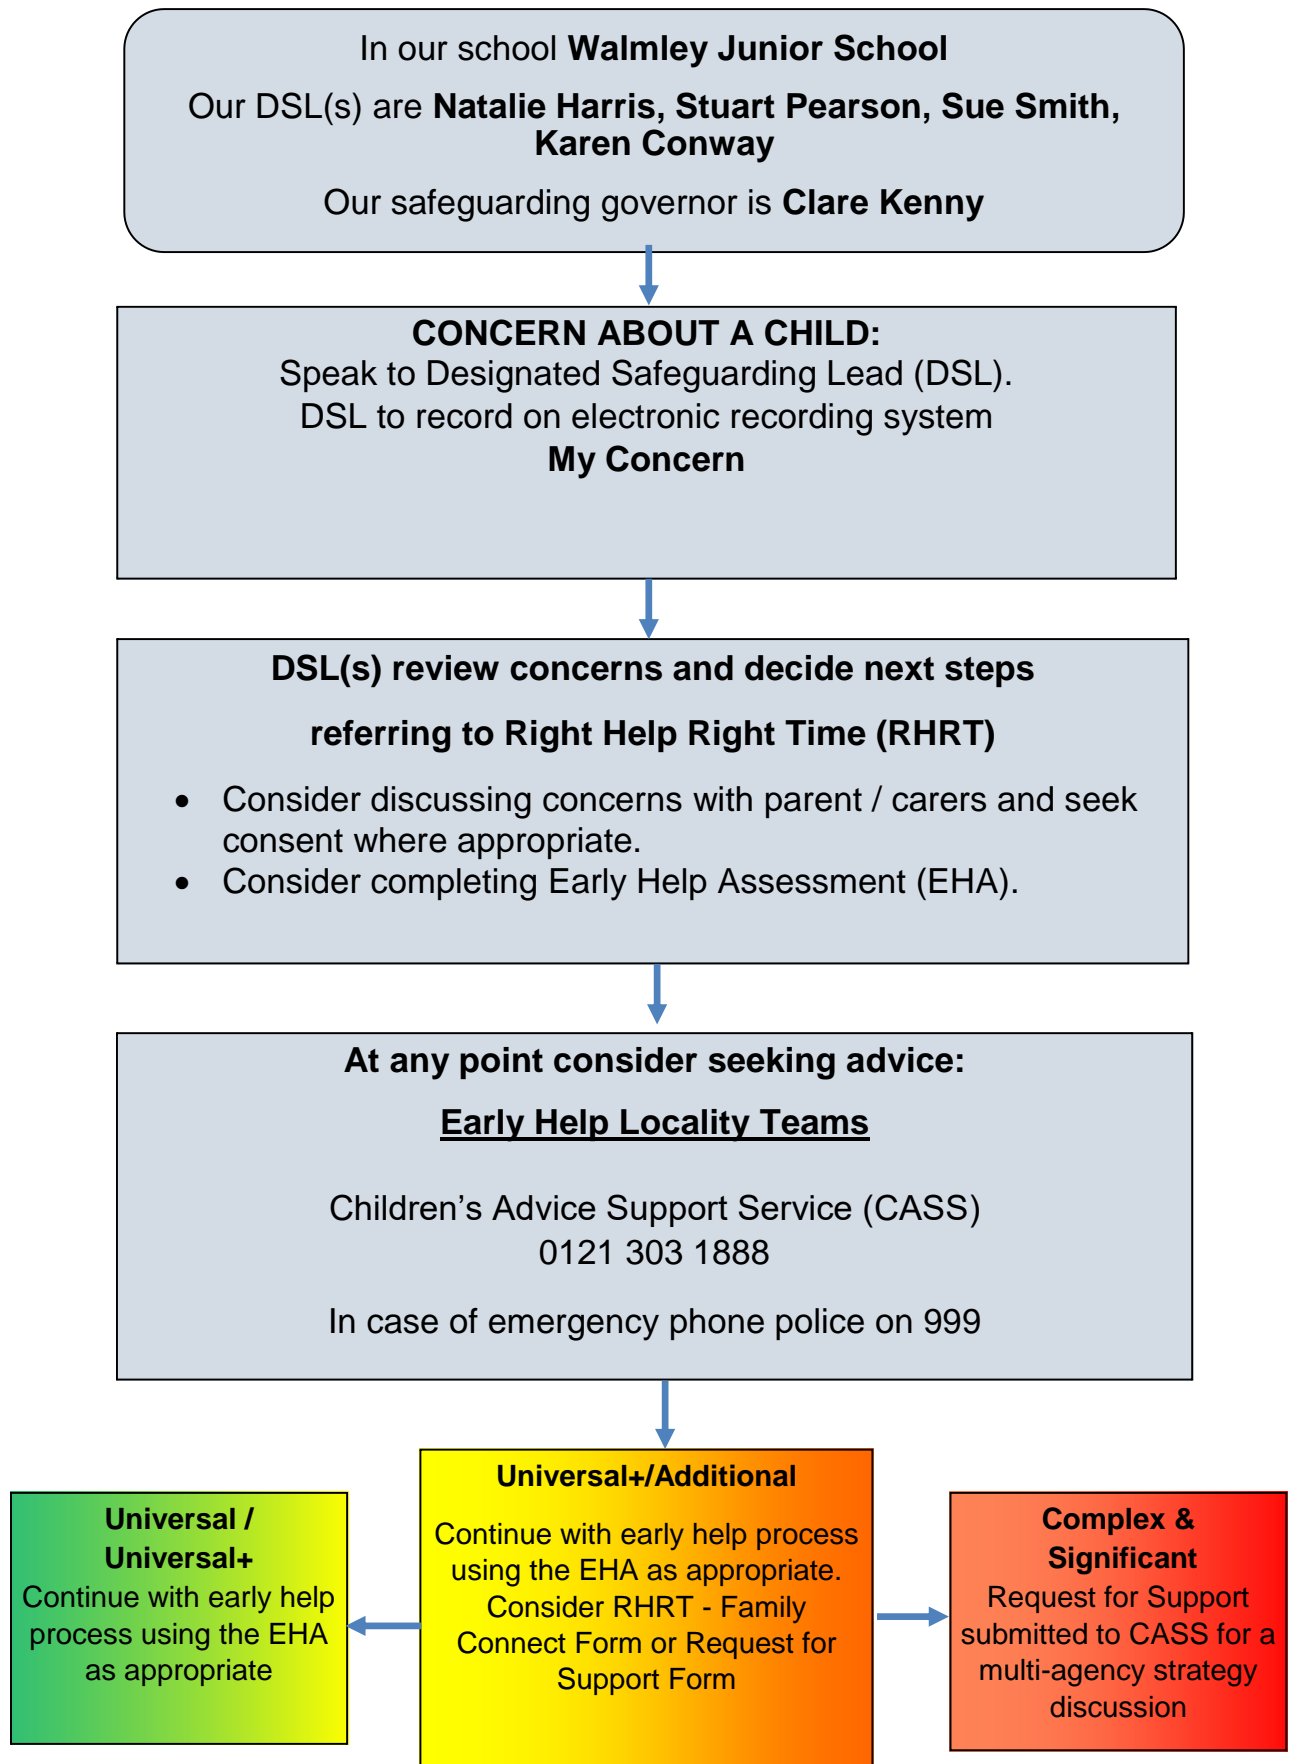 In our school Walmley Junior School
Our DSL(s) are Natalie Harris, Stuart Pearson, Sue Smith,
Karen Conway
Our safeguarding governor is Clare Kenny
CONCERN ABOUT A CHILD:
Speak to Designated Safeguarding Lead (DSL).
DSL to record on electronic recording system
My Concern
DSL(s) review concerns and decide next steps
referring to Right Help Right Time (RHRT)
• Consider discussing concerns with parent / carers and seek
consent where appropriate.
• Consider completing Early Help Assessment (EHA).
At any point consider seeking advice:
Early Help Locality Teams
Children’s Advice Support Service (CASS)
0121 303 1888
In case of emergency phone police on 999
Universal /
Universal+
Continue with early help
process using the EHA
as appropriate
Universal+/Additional
Continue with early help process
using the EHA as appropriate.
Consider RHRT - Family
Connect Form or Request for
Support Form
Complex &
Significant
Request for Support
submitted to CASS for a
multi-agency strategy
discussion